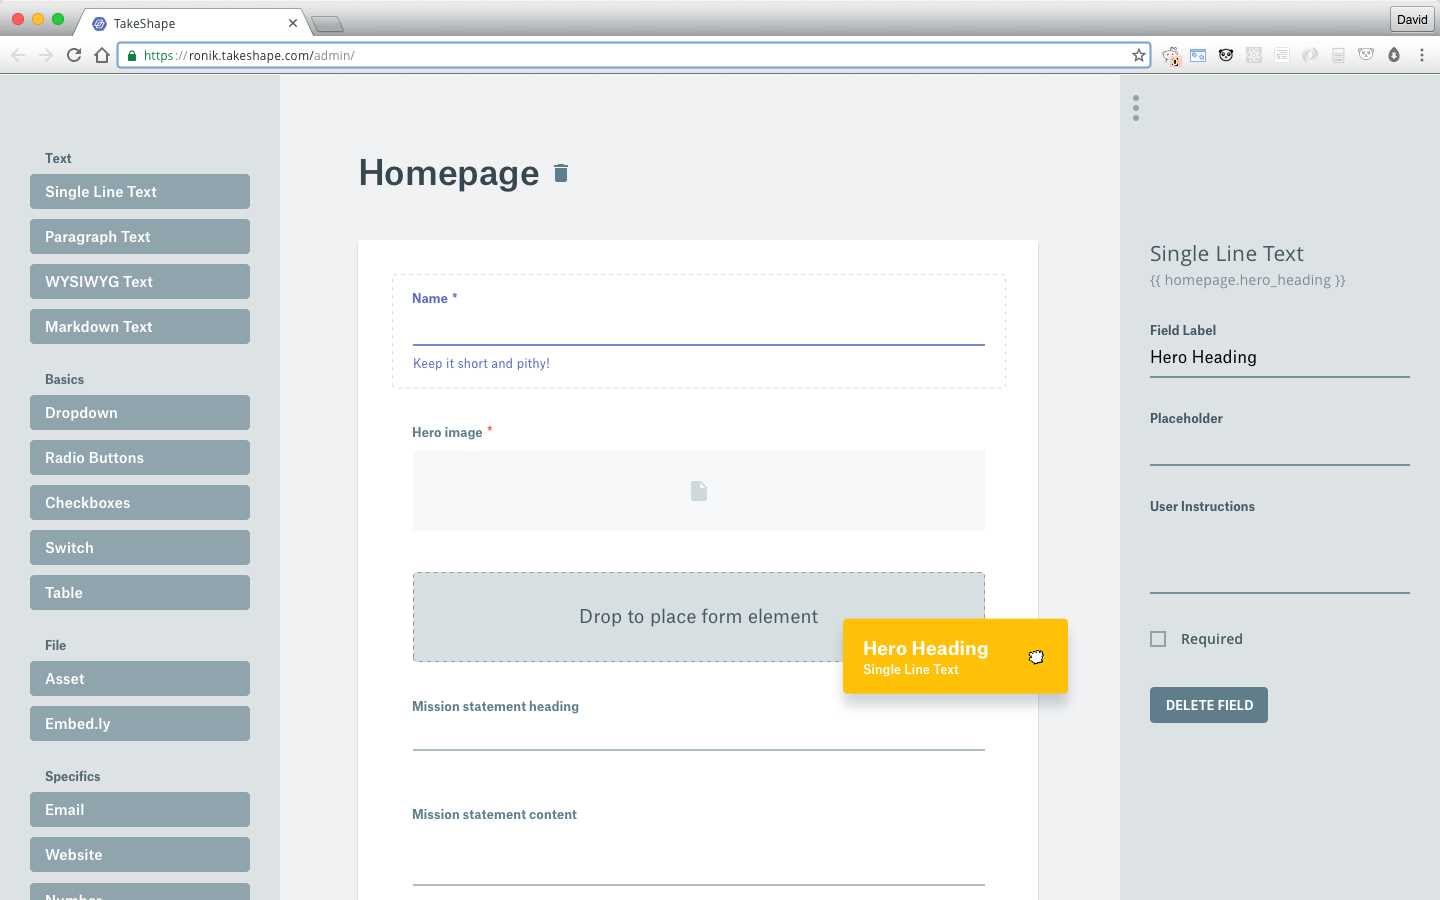 TakeShape
David
https://ronik.takeshape.com/admin/
Text
Single Line Text
Paragraph Text
WYSIWYG Text
Markdown Text
Basics
Dropdown
Radio Buttons
Checkboxes
Switch
Table
File
Asset
Embed.ly
Specifics
Email
Website
Number
Homepage
Name *
Keep it short and pithy!
Hero image *
Drop to place form element
Hero Heading
Single Line Text
Mission statement heading
Mission statement content
Single Line Text
{{ homepage.hero_heading }}
Field Label
Hero Heading
Placeholder
User Instructions
Required
DELETE FIELD